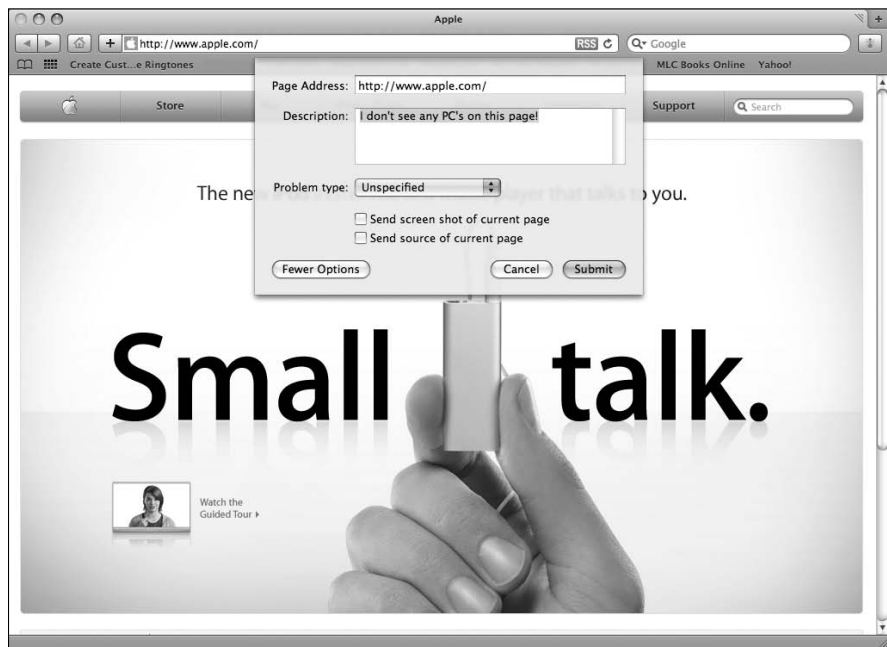 Apple
http://www.apple.com/
RSS
Google
Create Cust...e Ringtones
MLC Books Online
Yahoo!
Page Address:
http://www.apple.com/
Store
Description:
I don't see any PC's on this page!
Support
Search
Problem type:
Unspecified
The
player that talks to you.
Send screen shot of current page
Send source of current page
Fewer Options
Cancel
Submit
Small talk.
Watch the
Guided Tour